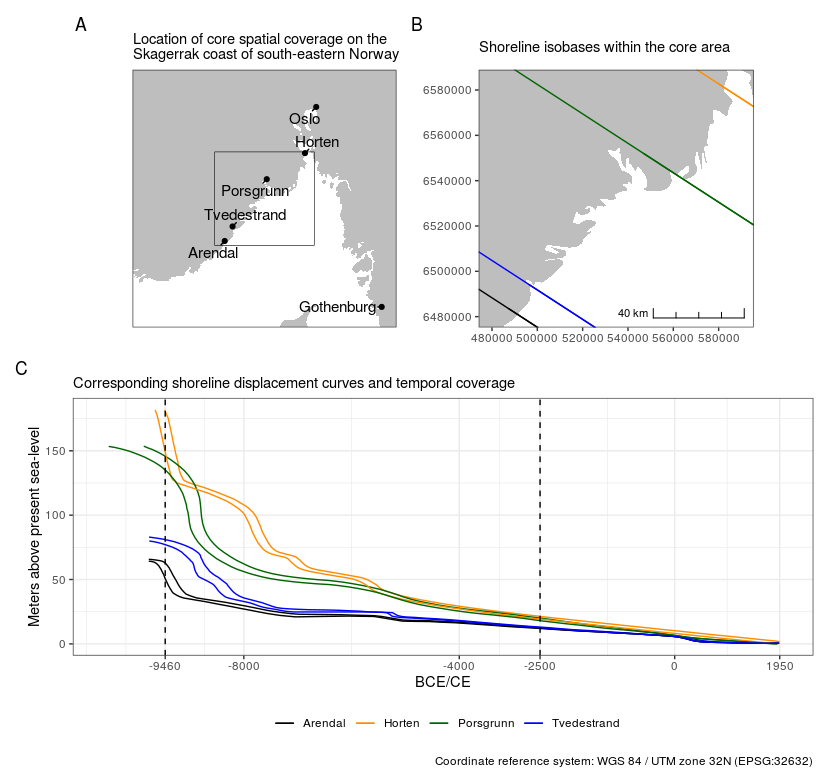 A
Location of core spatial coverage on the
Skagerrak coast of south-eastern Norway
Oslo
Horten
Porsgrunn
Tvedestrand
Arendal
Gothenburg
B
Shoreline isobases within the core area
6580000
6560000
6540000
6520000
6500000
6480000
40 km
480000 500000 520000 540000 560000 580000
C
Corresponding shoreline displacement curves and temporal coverage
Meters above present sea-level
150
100
50
0
-9460 -8000 -4000 -2500 0 1950
BCE/CE
Arendal Horten Porsgrunn Tvedestrand
Coordinate reference system: WGS 84 / UTM zone 32N (EPSG:32632)